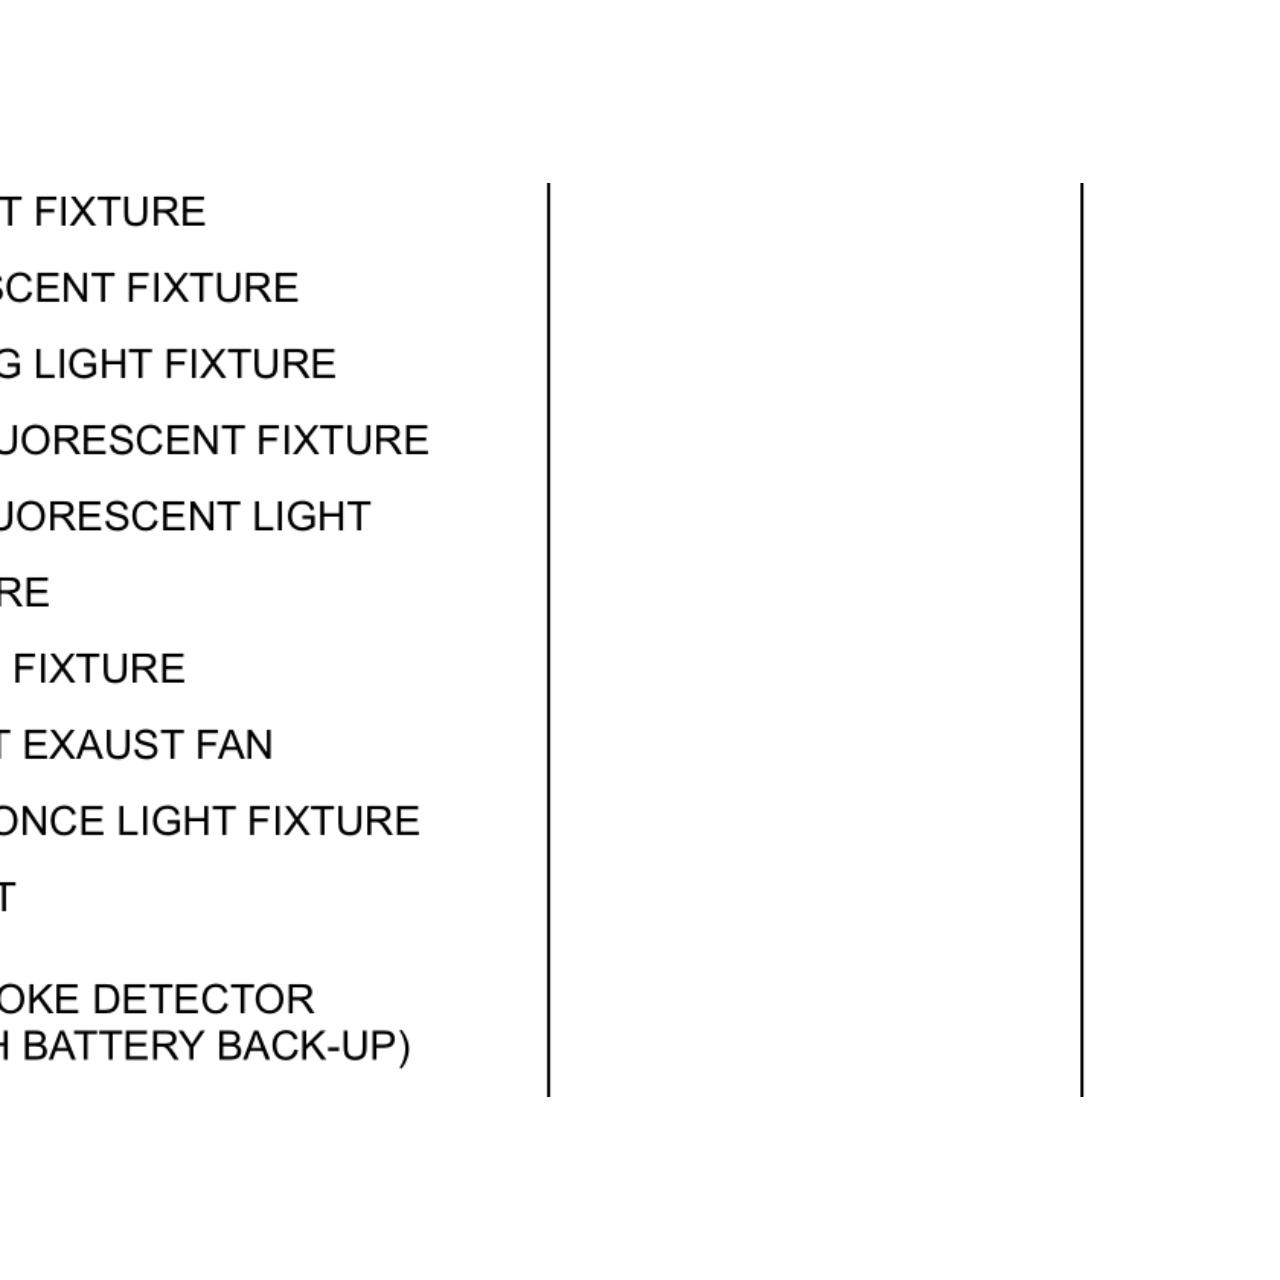 T FIXTURE
SCENT FIXTURE
G LIGHT FIXTURE
UORESCENT FIXTURE
UORESCENT LIGHT
RE
FIXTURE
T EXAUST FAN
ONCE LIGHT FIXTURE
T
OKE DETECTOR
H BATTERY BACK-UP)